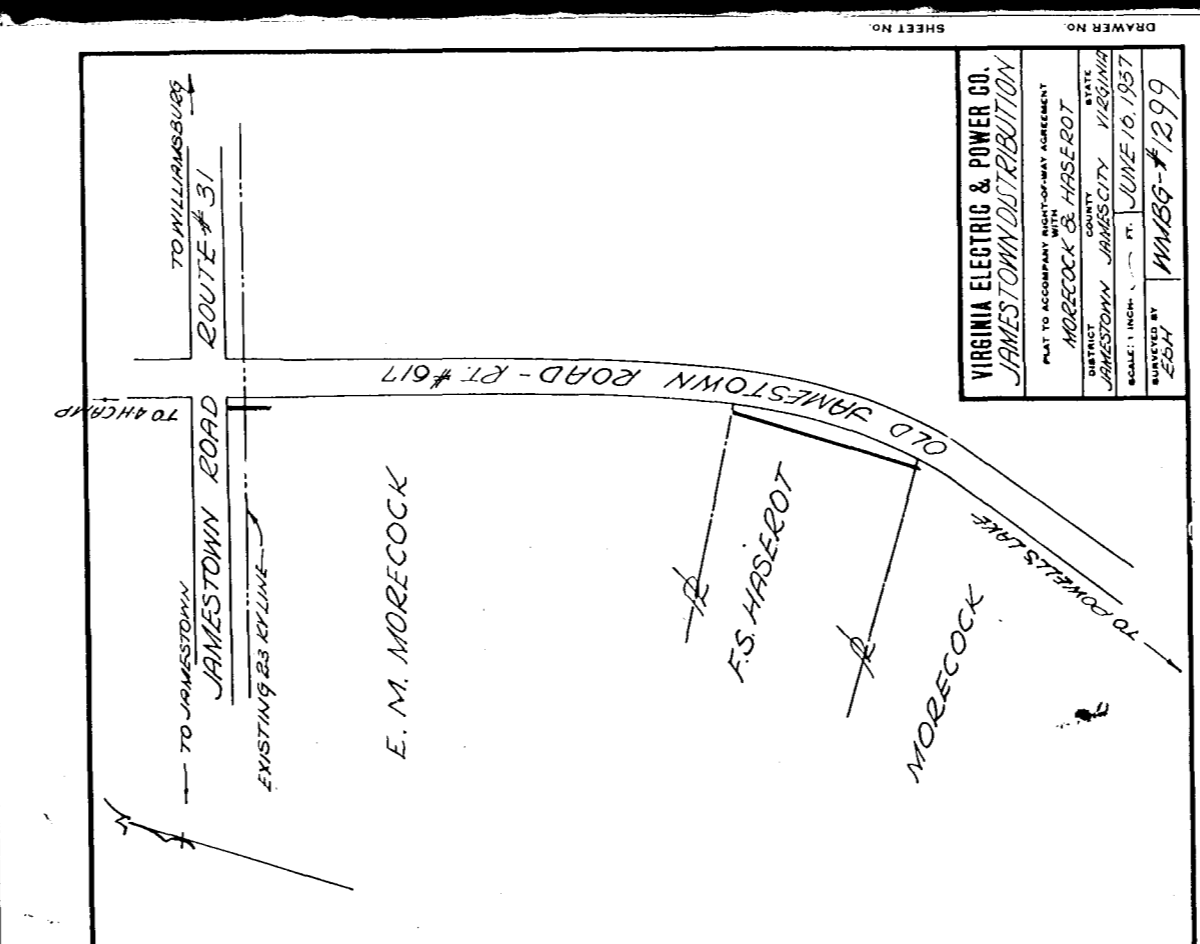 DRAWER NO.
SHEET NO.
VIRGINIA ELECTRIC & POWER CO.
JAMESTOWN DISTRIBUTION
PLAT TO ACCOMPANY RIGHT-OF-WAY AGREEMENT
WITH
MORECOCK & HASEROT
DISTRICT COUNTY STATE
JAMESTOWN JAMES CITY VIRGINIA
SCALE: 1 INCH- FT. JUNE 16, 1957
SURVEYED BY
EGH WMBG-#1299
TO WILLIAMSBURG
ROUTE #31
TO 4H CAMP
JAMESTOWN ROAD
TO JAMESTOWN
EXISTING 23 KV LINE
OLD JAMESTOWN ROAD - RT. #617
E. M. MORECOCK
F.S. HASEROT
MORECOCK
TO POWELLS LAKE
N